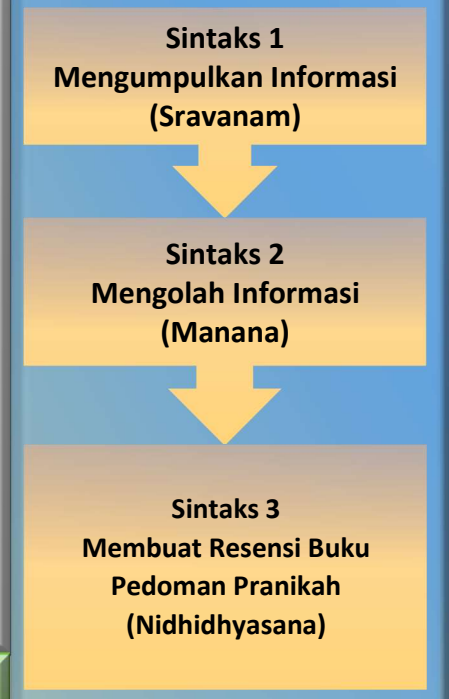 Sintaks 1
Mengumpulkan Informasi
(Sravanam)
Sintaks 2
Mengolah Informasi
(Manana)
Sintaks 3
Membuat Resensi Buku
Pedoman Pranikah
(Nidhidhyasana)